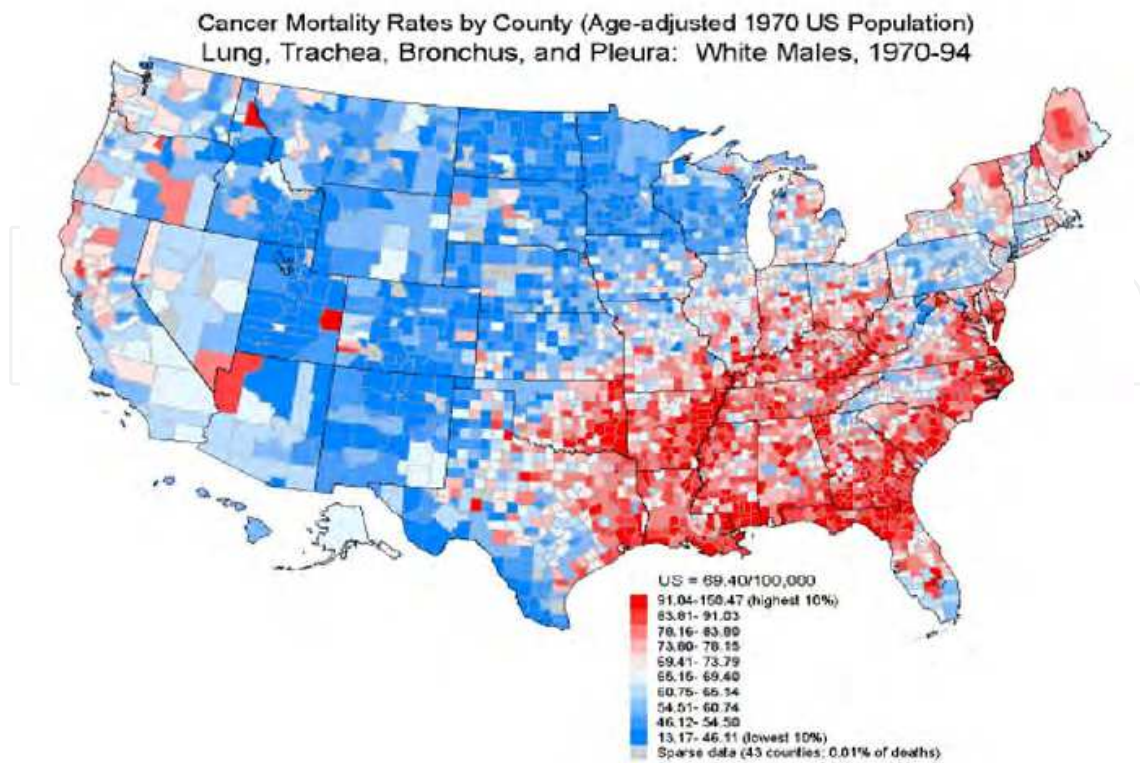 Cancer Mortality Rates by County (Age-adjusted 1970 US Population)
Lung, Trachea, Bronchus, and Pleura: White Males, 1970-94
US = 69.40/100,000
91.04-150.47 (highest 10%)
83.81- 91.03
78.16- 83.80
73.80- 78.15
69.41- 73.79
65.15- 69.40
60.75- 65.14
54.51- 60.74
46.12- 54.50
13.17- 46.11 (lowest 10%)
Sparse data (43 counties; 0.01% of deaths)